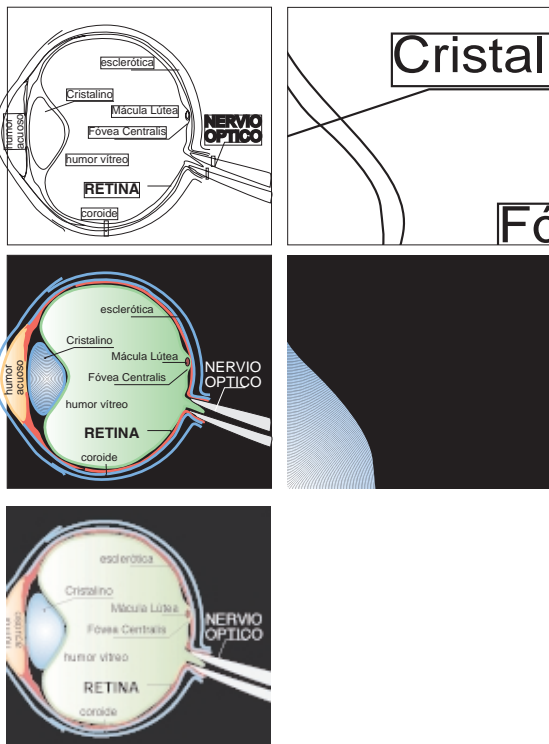 esclerótica
Cristalino
Mácula Lútea
Fóvea Centralis
NERVIO
OPTICO
humor
acuoso
humor vítreo
RETINA
coroide
Cristal
Fó
esclerótica
Cristalino
Mácula Lútea
Fóvea Centralis
NERVIO
OPTICO
humor
acuoso
humor vítreo
RETINA
coroide
esclerótica
Cristalino
Mácula Lútea
Fóvea Centralis
NERVIO
OPTICO
humor vítreo
RETINA
coroide